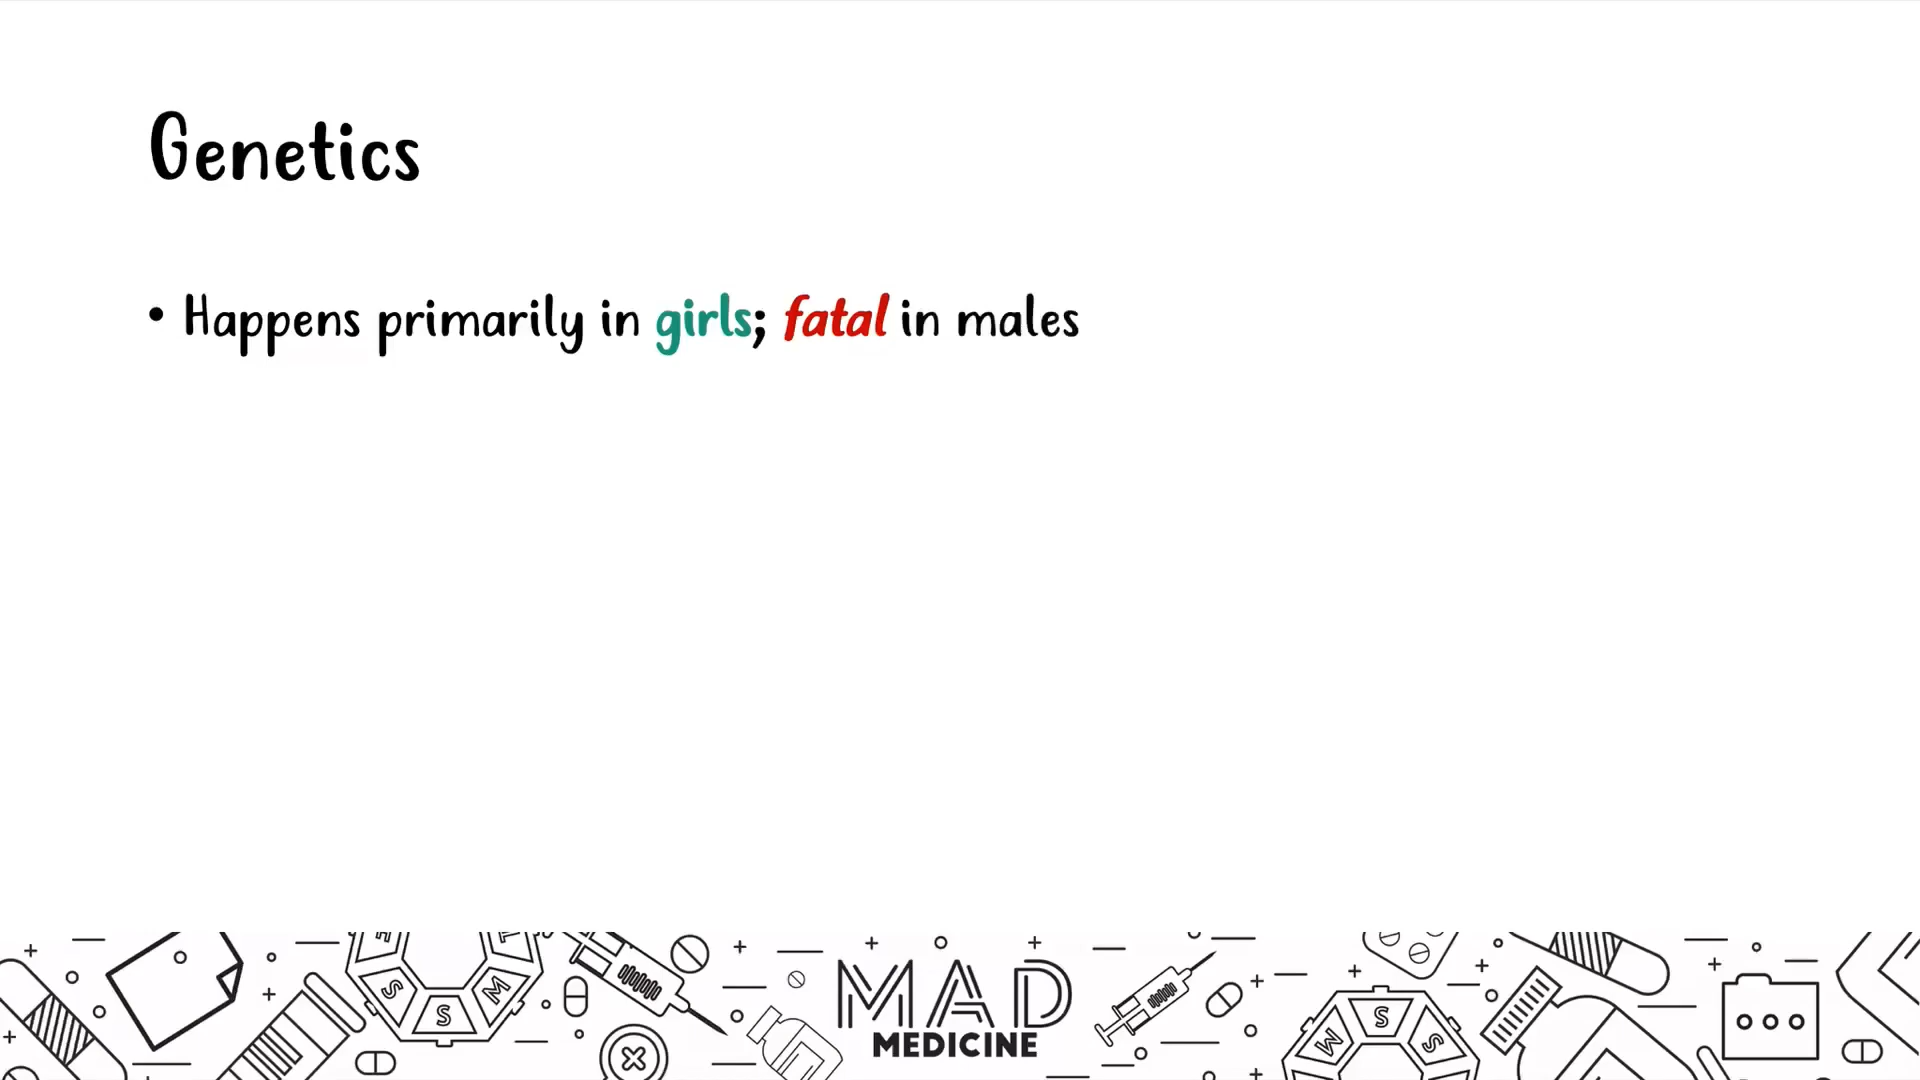 Genetics
• Happens primarily in girls; fatal in males
S
S
M
MAD
MEDICINE
M
S
S